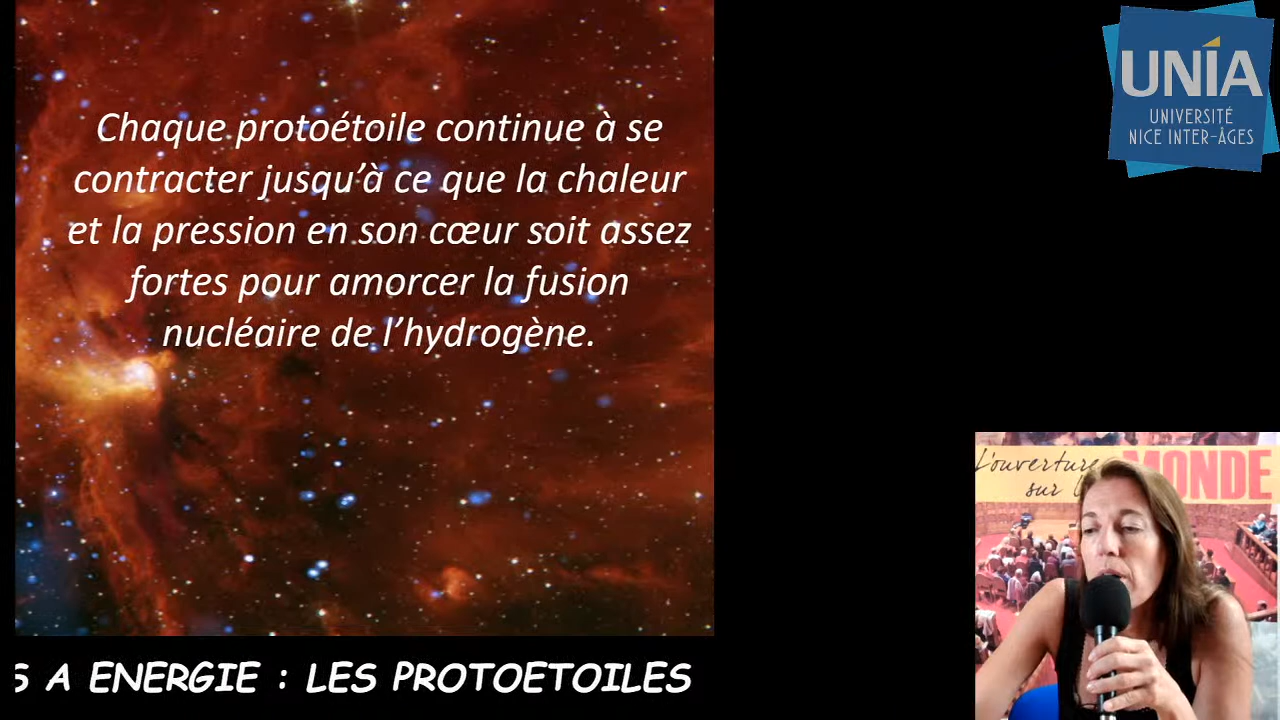 Chaque protoétoile continue à se
contracter jusqu’à ce que la chaleur
et la pression en son cœur soit assez
fortes pour amorcer la fusion
nucléaire de l’hydrogène.
UNIA
UNIVERSITÉ
NICE INTER-ÂGES
L'ouverture MONDE
sur
S A ENERGIE : LES PROTOETOILES